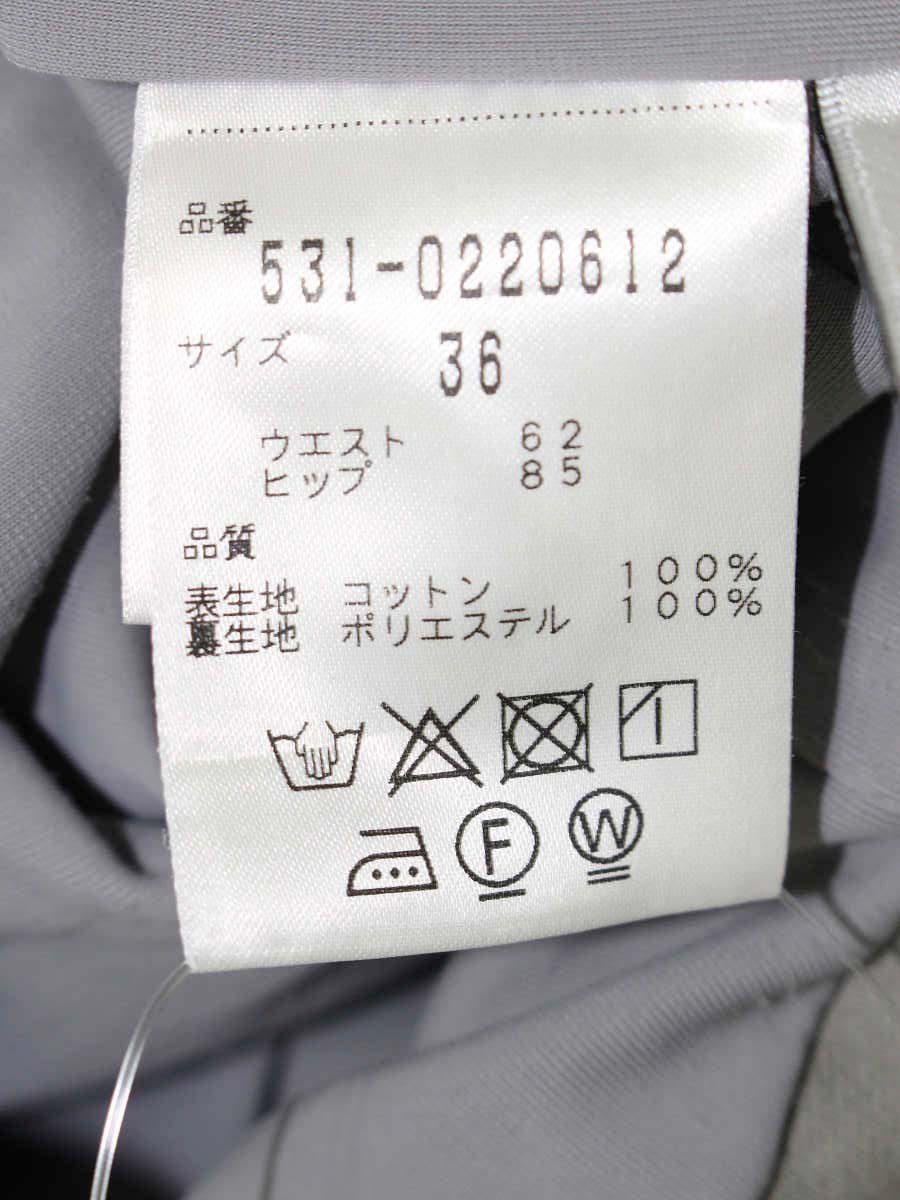 品番
531-0220612
サイズ 36
ウエスト 62
ヒップ 85
品質
表生地 コットン 100%
裏生地 ポリエステル 100%
F W